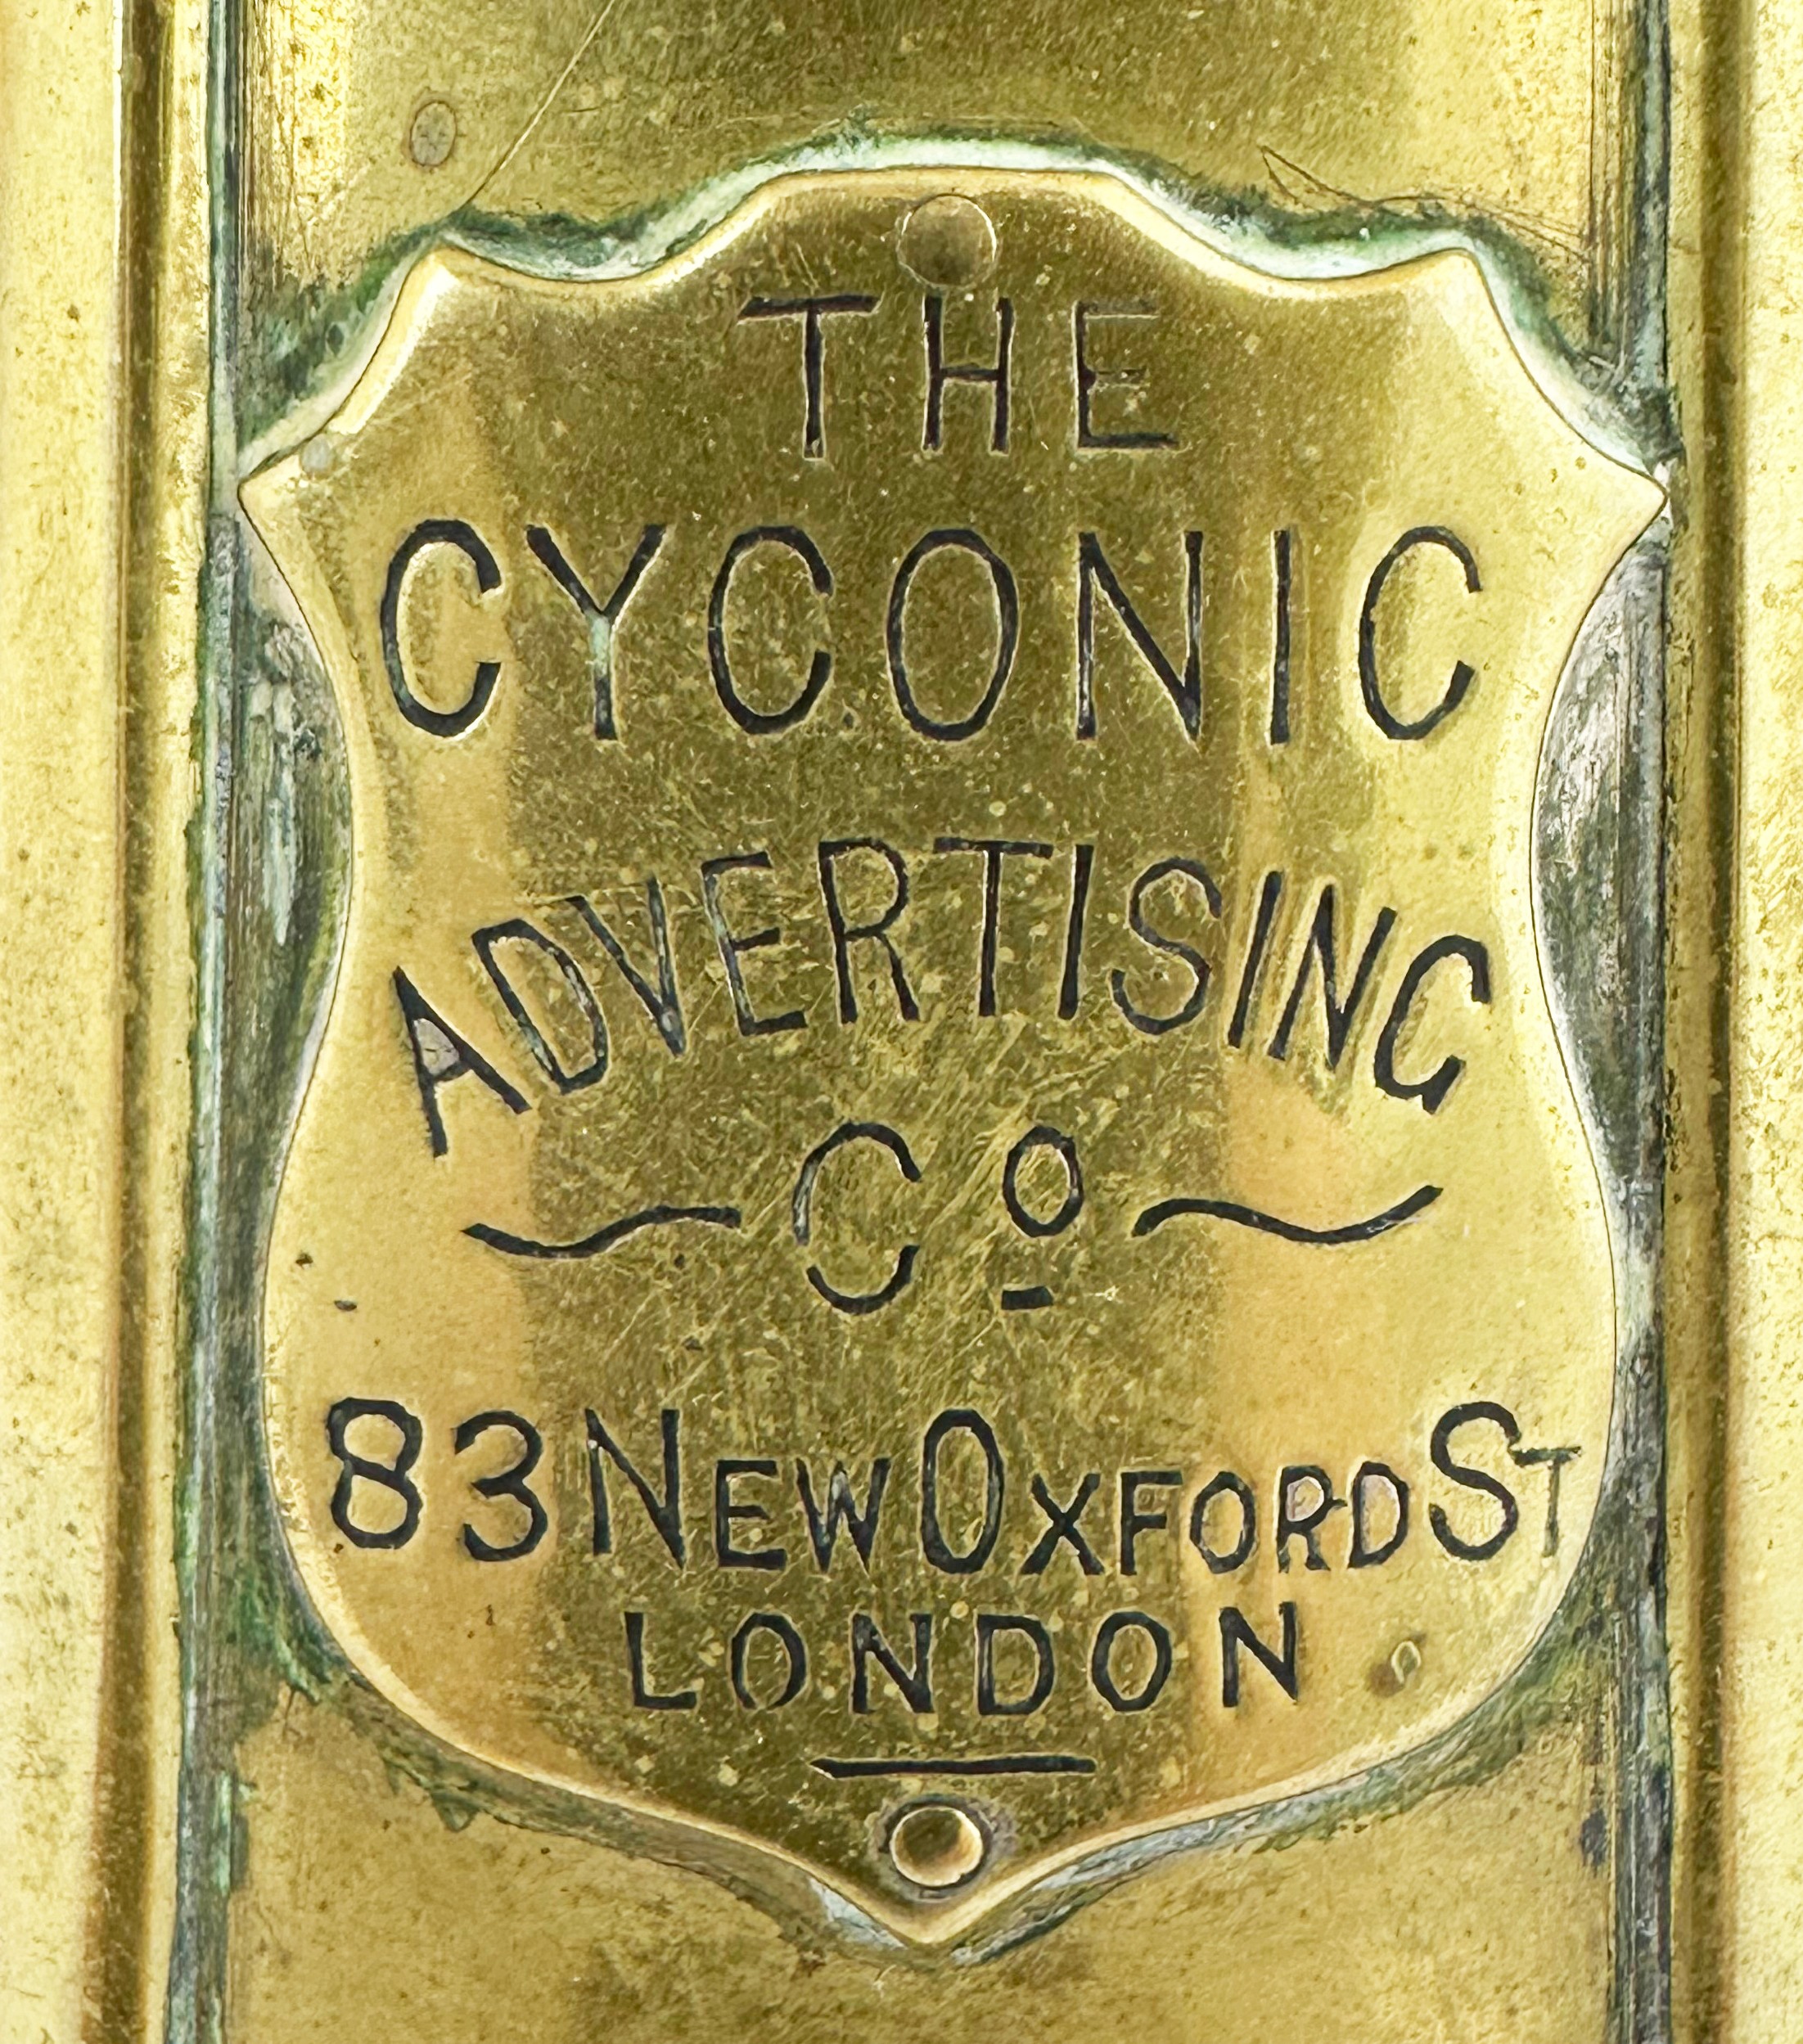 THE
CYCONIC
ADVERTISING
Co
83 NEW OXFORD ST
LONDON